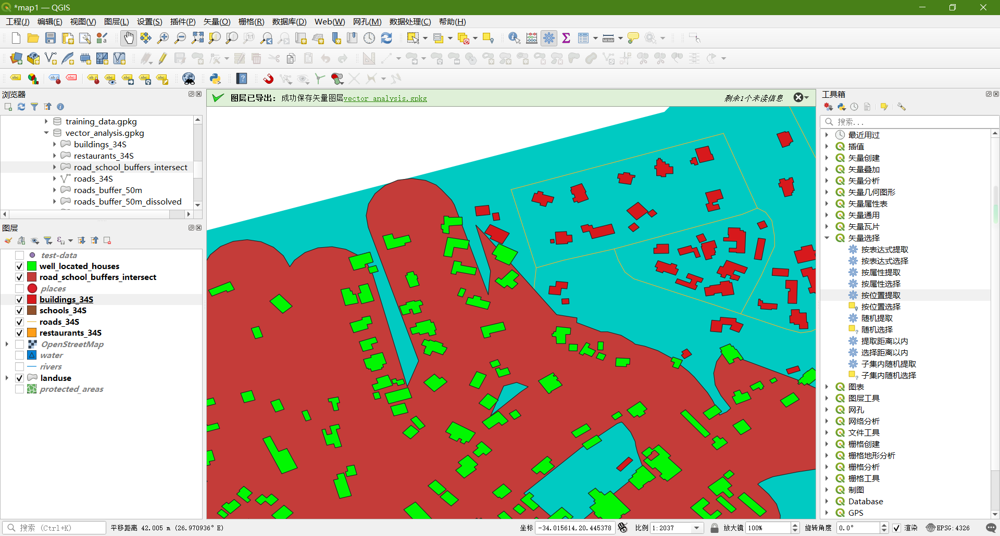 *map1 — QGIS
工程(J) 编辑(E) 视图(V) 图层(L) 设置(S) 插件(P) 矢量(O) 栅格(R) 数据库(D) Web(W) 网孔(M) 数据处理(C) 帮助(H)
浏览器
training_data.gpkg
vector_analysis.gpkg
buildings_34S
restaurants_34S
road_school_buffers_intersect
roads_34S
roads_buffer_50m
roads_buffer_50m_dissolved
图层
test-data
well_located_houses
road_school_buffers_intersect
places
buildings_34S
schools_34S
roads_34S
restaurants_34S
OpenStreetMap
water
rivers
landuse
protected_areas
图层已导出：成功保存矢量图层vector_analysis.gpkg
剩余1个未读信息
工具箱
搜索...
最近用过
插值
矢量创建
矢量叠加
矢量分析
矢量几何图形
矢量属性表
矢量通用
矢量瓦片
矢量选择
按表达式提取
按表达式选择
按属性提取
按属性选择
按位置提取
按位置选择
随机提取
随机选择
提取距离以内
选择距离以内
子集内随机提取
子集内随机选择
图表
图层工具
网孔
网络分析
文件工具
栅格创建
栅格地形分析
栅格分析
栅格工具
制图
Database
GPS
搜索 (Ctrl+K) 平移距离 42.005 m (26.970936° E) 坐标 -34.015614,20.445378 比例 1:2037 放大镜 100% 旋转角度 0.0° 渲染 EPSG:4326